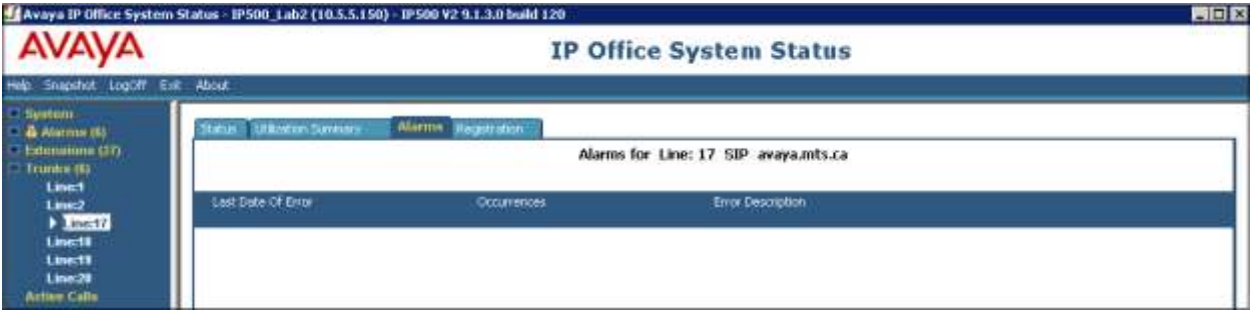 Avaya IP Office System Status - IP500_Lab2 (10.5.5.150) - IP500 V2 9.1.3.0 build 120
AVAYA
IP Office System Status
Help Snapshot LogOff Exit About
System
Alarms (6)
Extensions (37)
Trunks (6)
Line:1
Line:2
Line:17
Line:18
Line:19
Line:20
Active Calls
Status Utilization Summary Alarms Registration
Alarms for Line: 17 SIP avaya.mts.ca
Last Date Of Error Occurrences Error Description